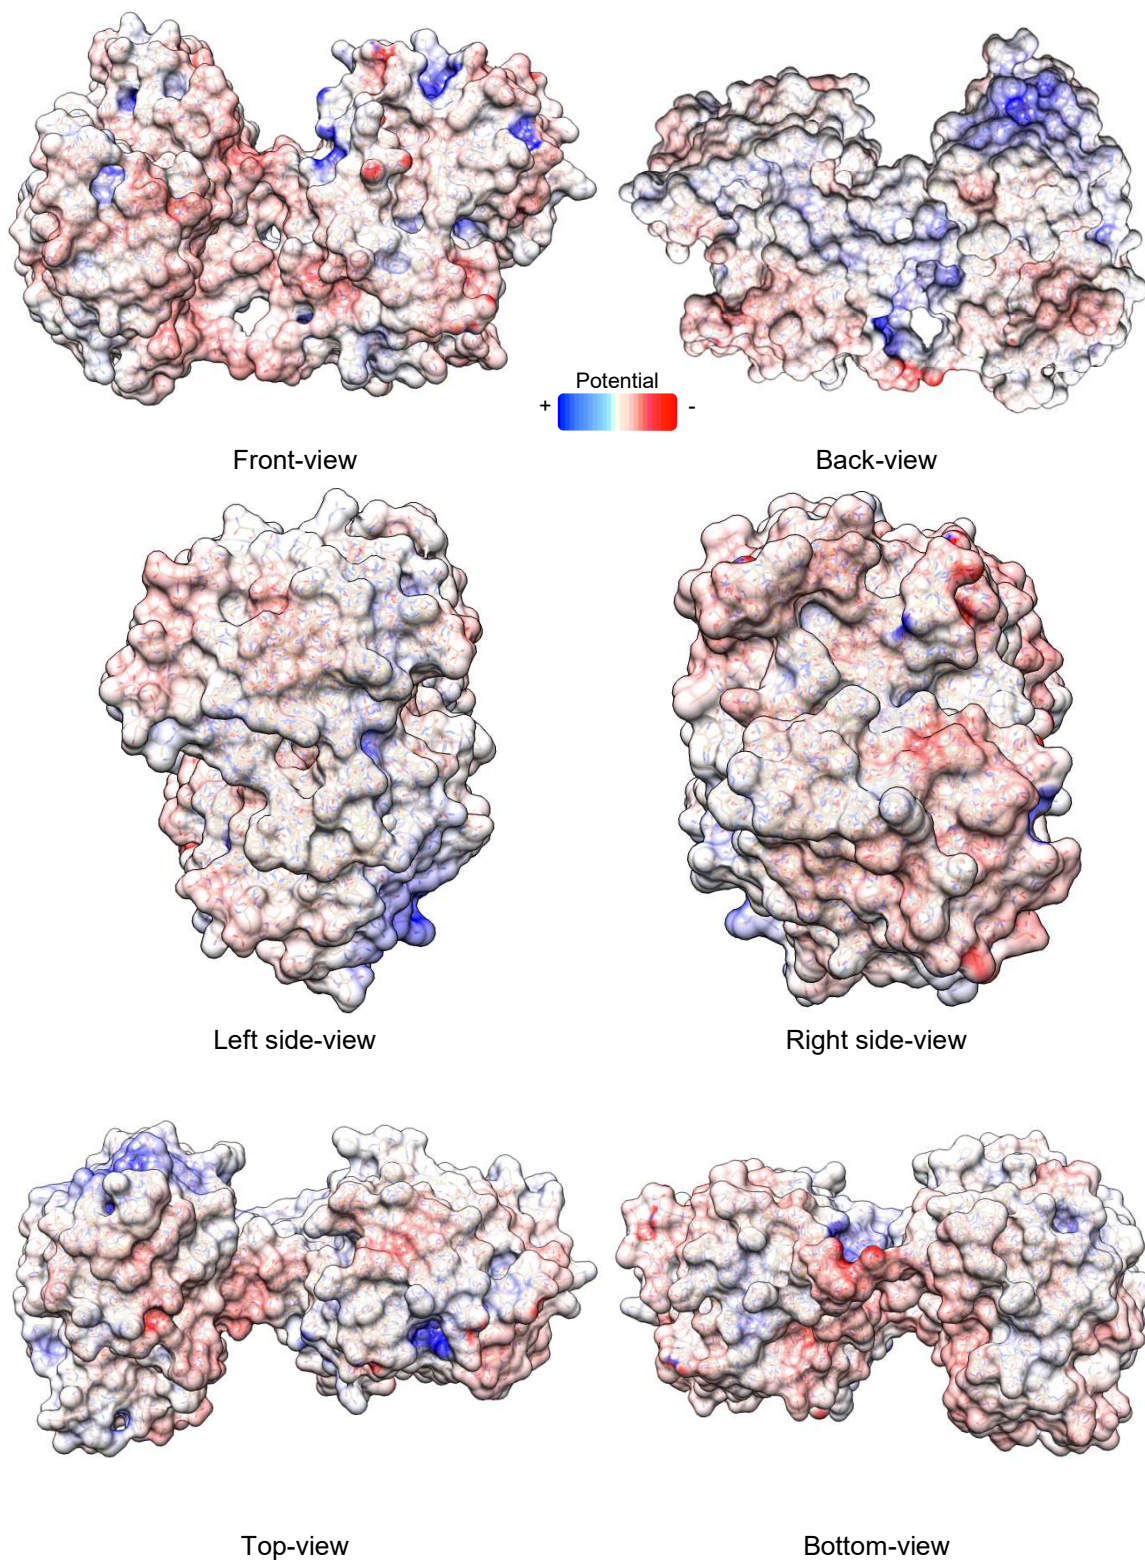 Potential
+ -
Front-view
Back-view
Left side-view
Right side-view
Top-view
Bottom-view